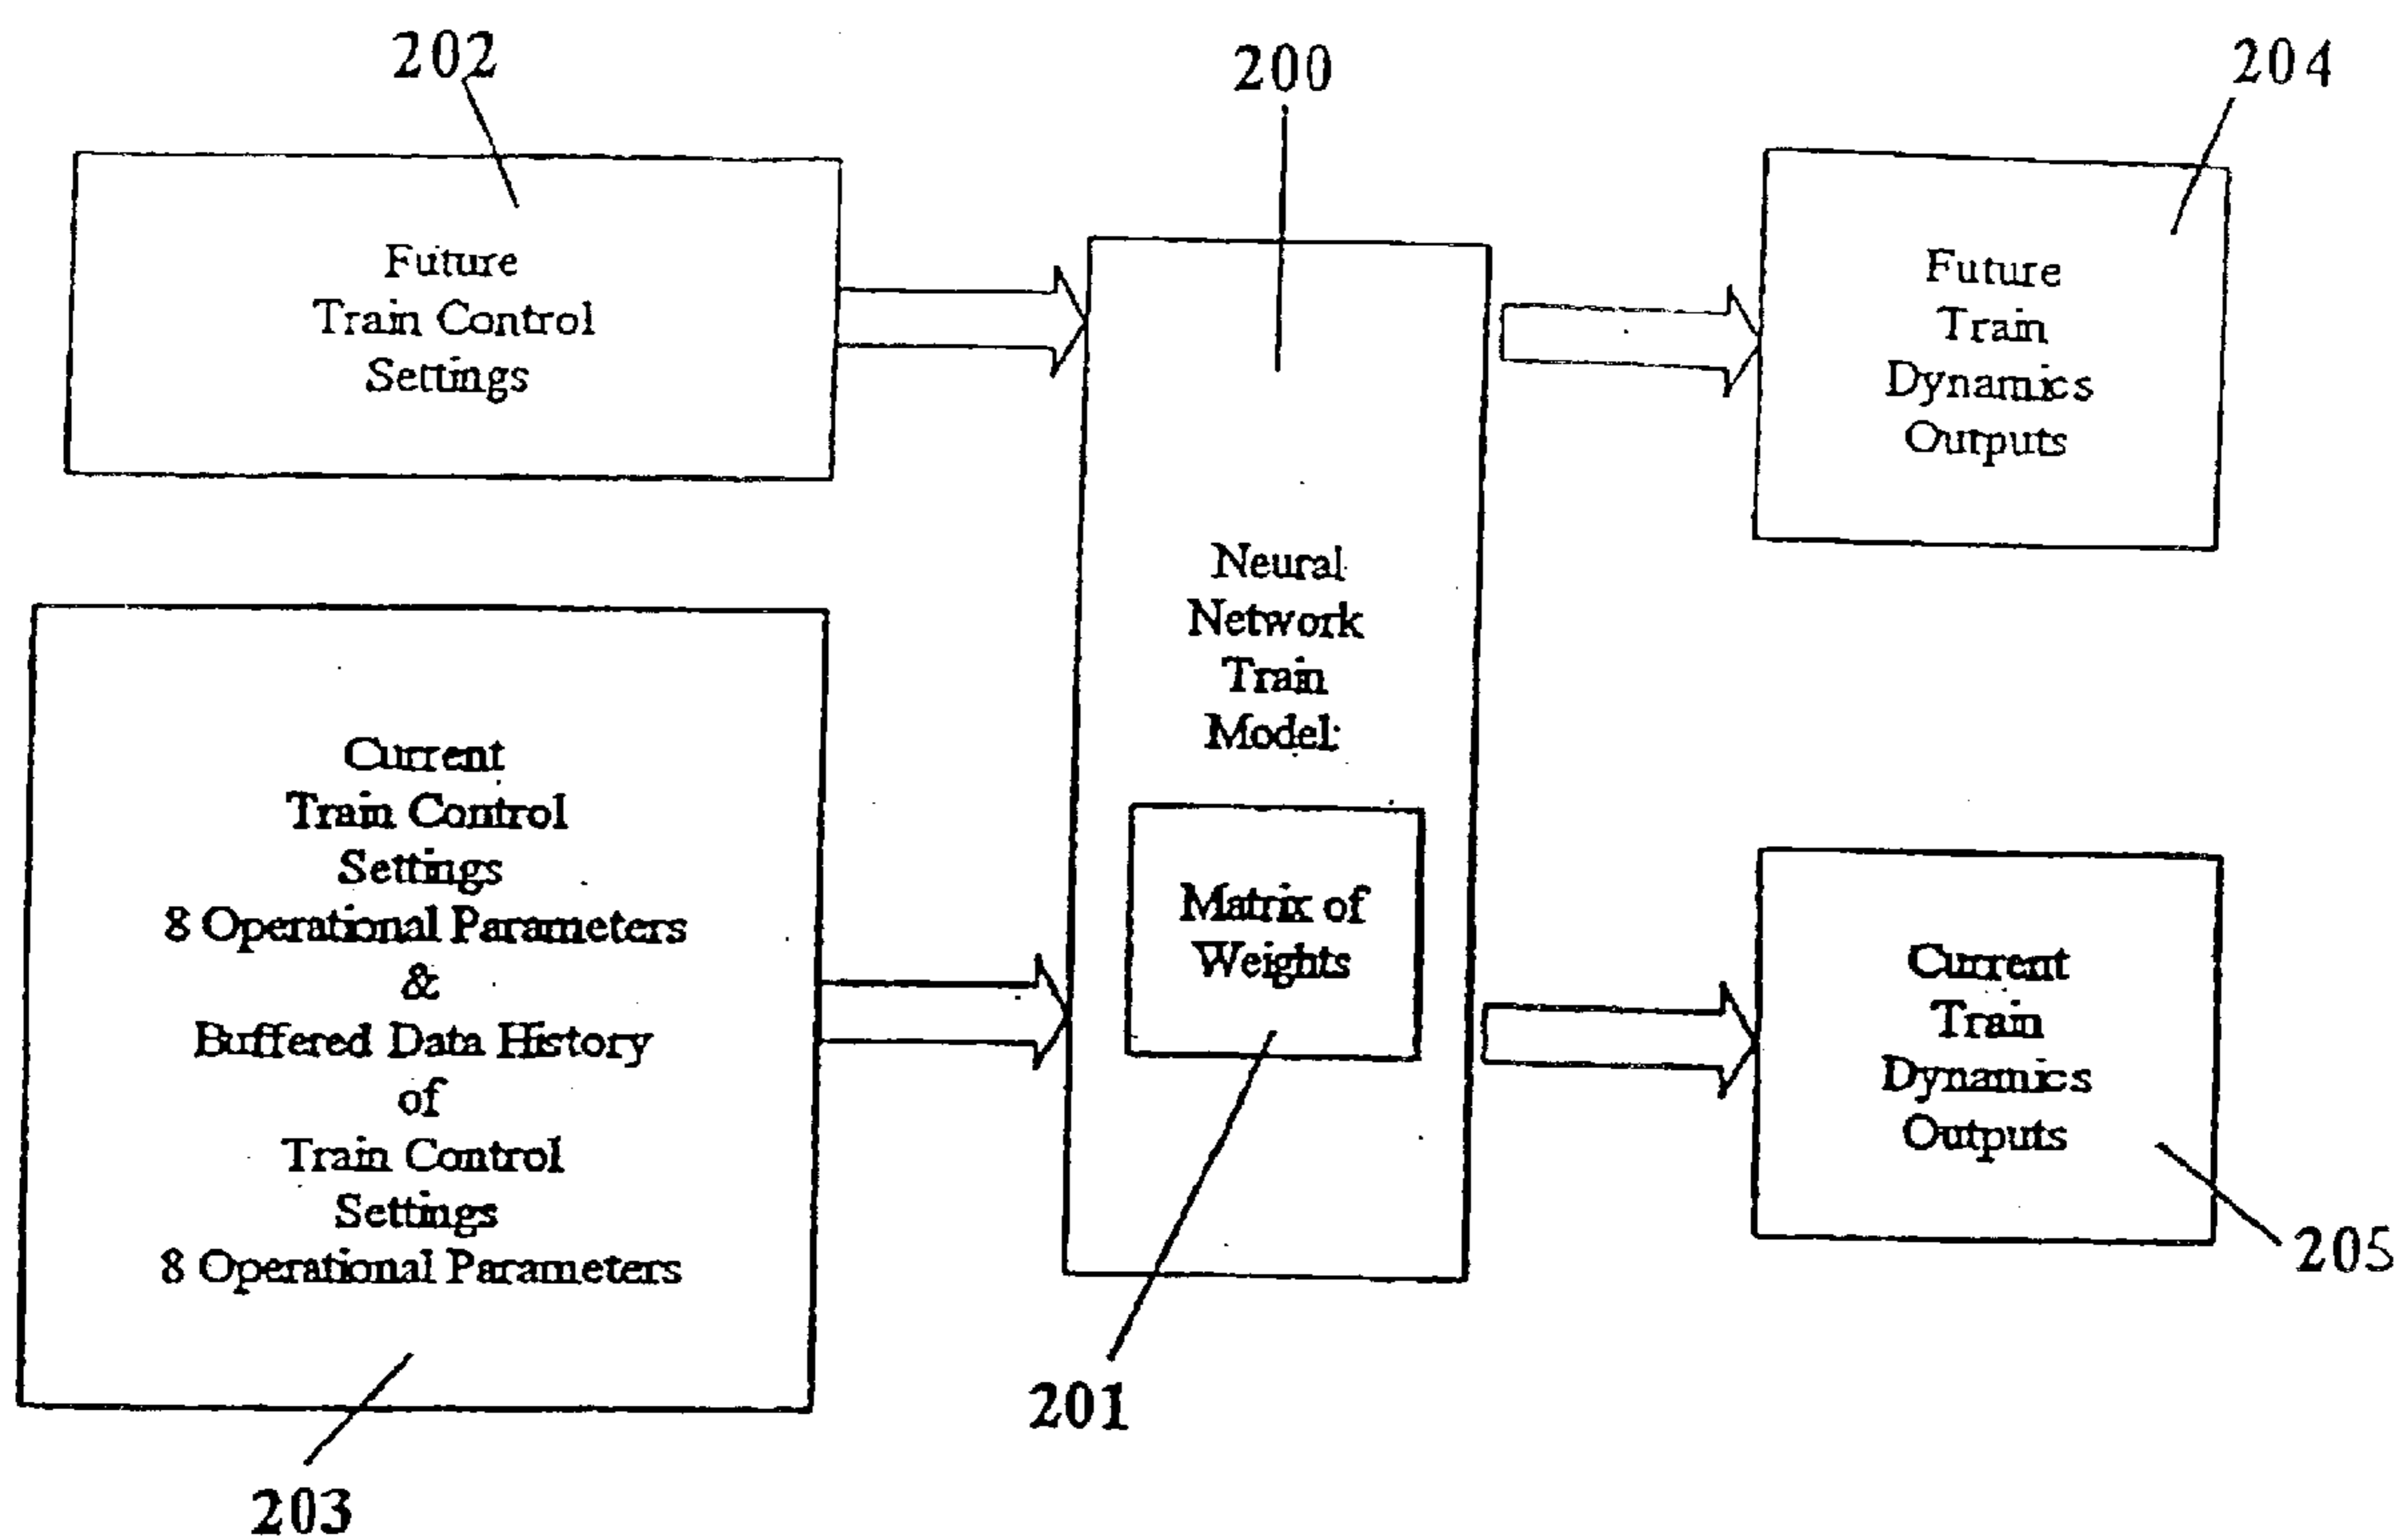 202
200
204
Future
Train Control
Settings
Future
Train
Dynamics
Outputs
Neural
Network
Train
Model:
Matrix of
Weights
Current
Train Control
Settings
8 Operational Parameters
&
Buffered Data History
of
Train Control
Settings
8 Operational Parameters
Current
Train
Dynamics
Outputs
205
201
203